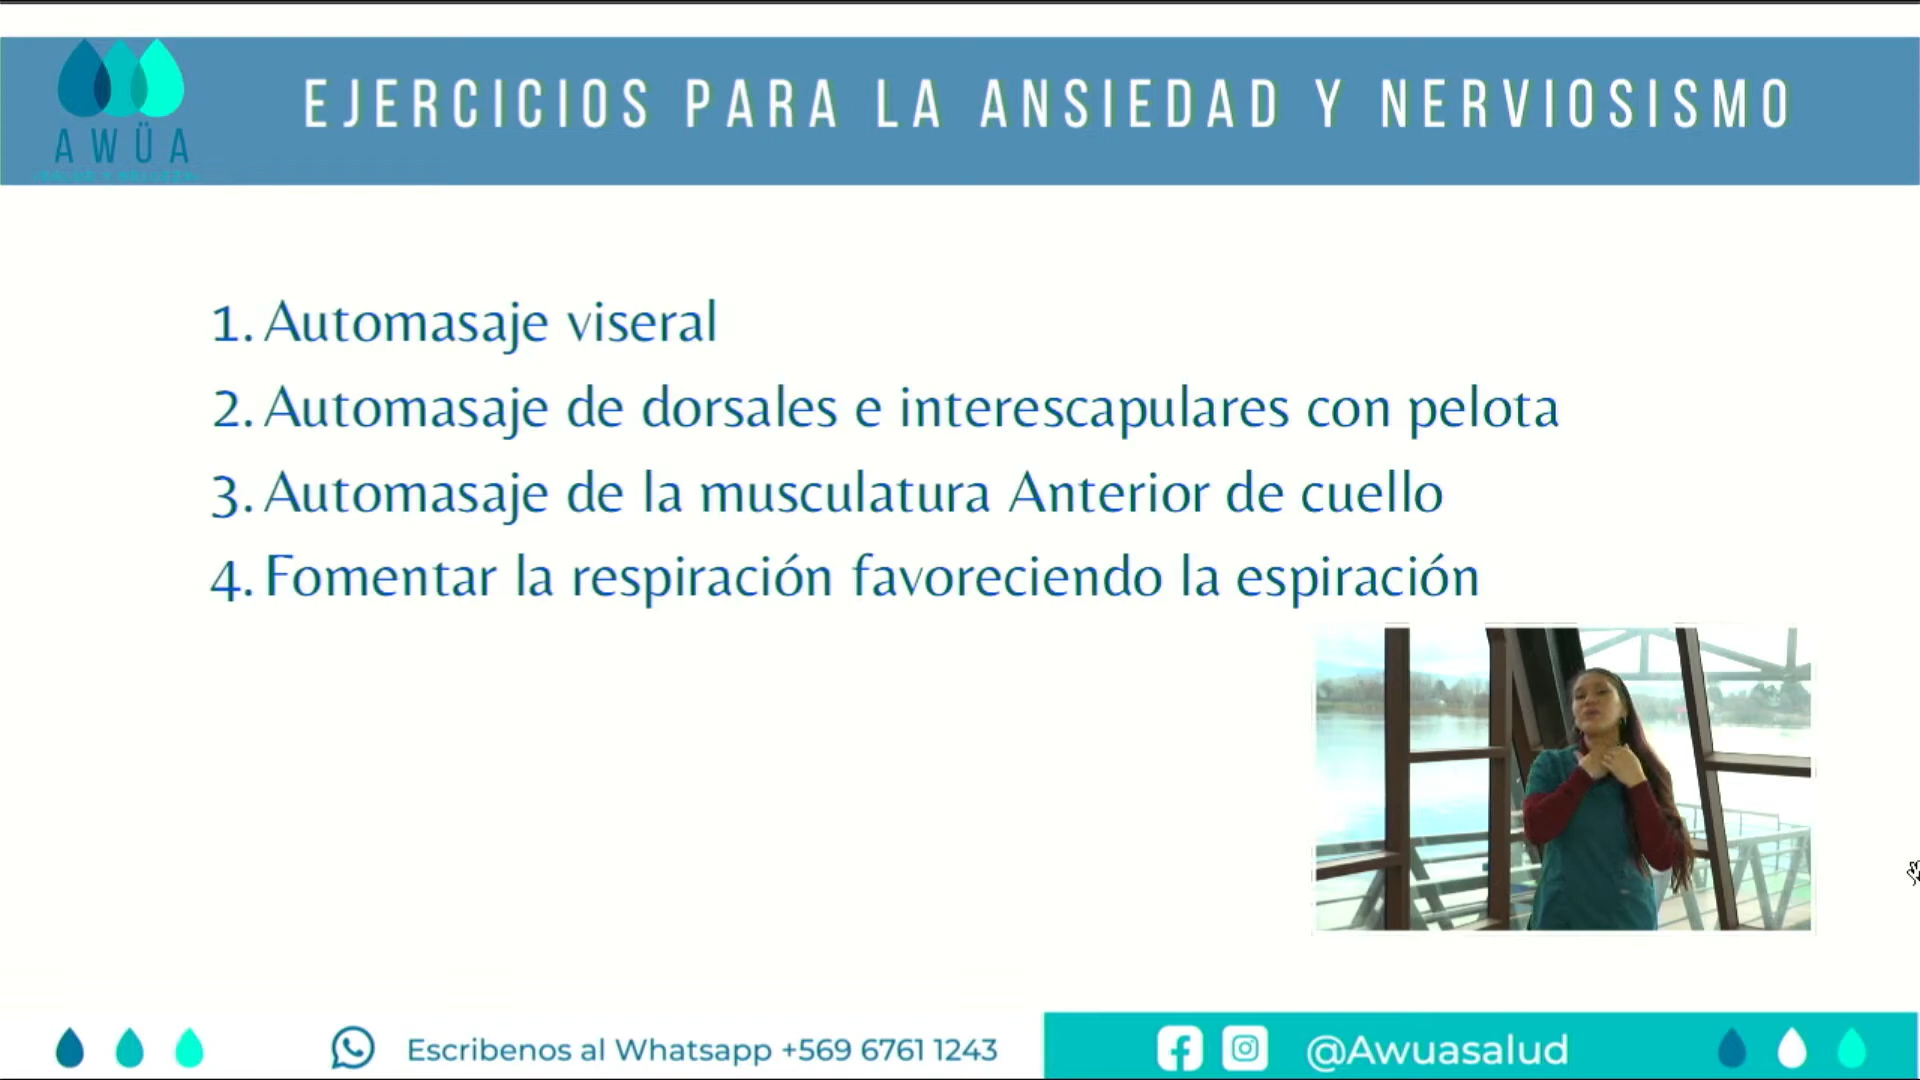 AWÜA
EJERCICIOS PARA LA ANSIEDAD Y NERVIOSISMO
1. Automasaje viseral
2. Automasaje de dorsales e interescapulares con pelota
3. Automasaje de la musculatura Anterior de cuello
4. Fomentar la respiración favoreciendo la espiración
Escribenos al Whatsapp +569 6761 1243
@Awuasalud